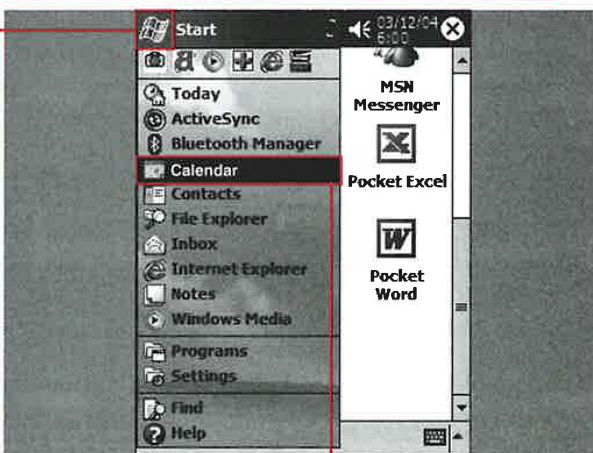 Start
03/12/04
6:00
Today
ActiveSync
Bluetooth Manager
Calendar
Contacts
File Explorer
Inbox
Internet Explorer
Notes
Windows Media
Programs
Settings
Find
Help
MSN
Messenger
Pocket Excel
Pocket
Word